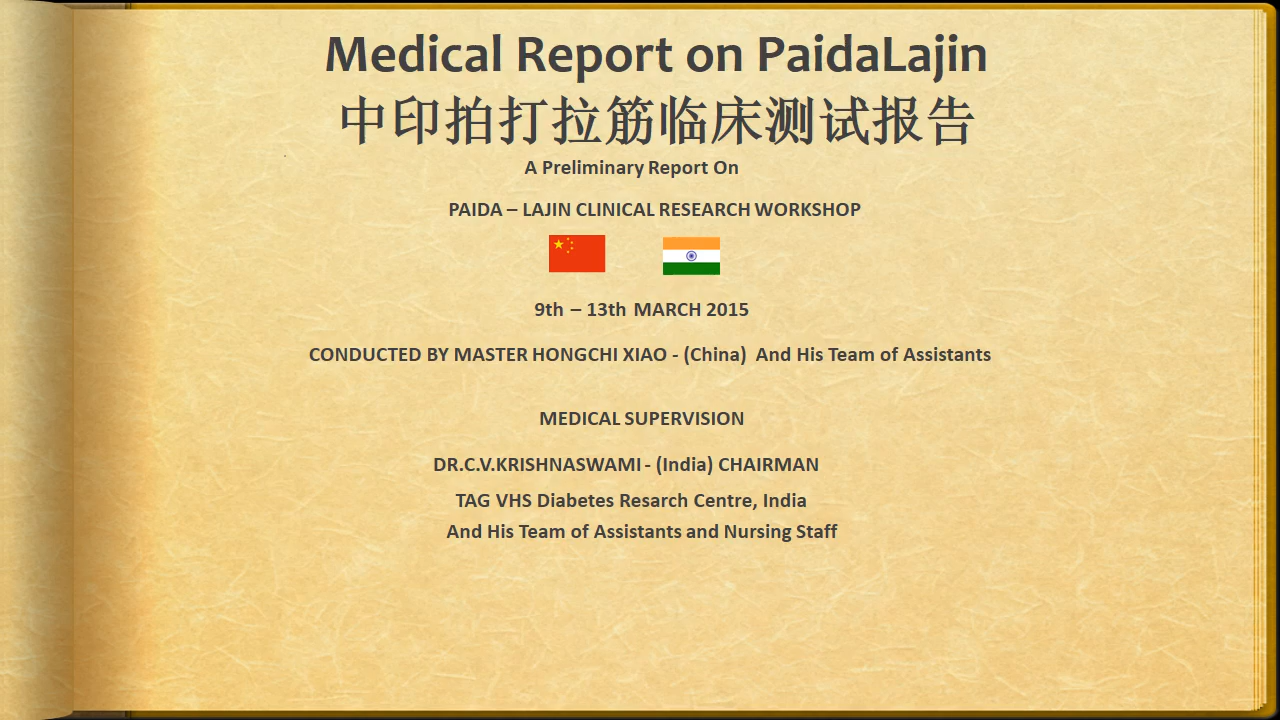 Medical Report on PaidaLajin
中印拍打拉筋临床测试报告
A Preliminary Report On
PAIDA – LAJIN CLINICAL RESEARCH WORKSHOP
9th – 13th MARCH 2015
CONDUCTED BY MASTER HONGCHI XIAO - (China) And His Team of Assistants
MEDICAL SUPERVISION
DR.C.V.KRISHNASWAMI - (India) CHAIRMAN
TAG VHS Diabetes Resarch Centre, India
And His Team of Assistants and Nursing Staff